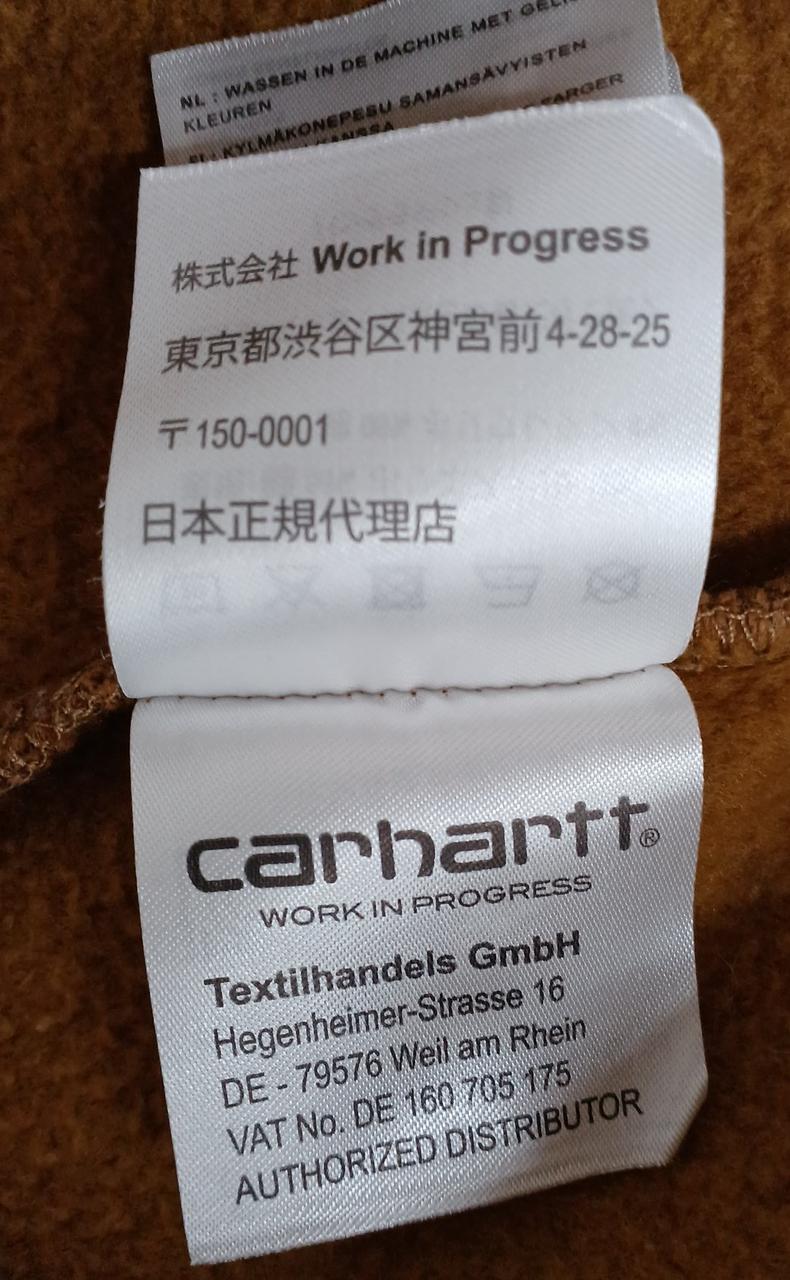 NL : WASSEN IN DE MACHINE MET
KLEUREN
FI : KYLMÄKONEPESU SAMANSÄVYISTEN
KANSSA FARGER
株式会社 Work in Progress
東京都渋谷区神宮前4-28-25
〒150-0001
日本正規代理店
carhartt®
WORK IN PROGRESS
Textilhandels GmbH
Hegenheimer-Strasse 16
DE - 79576 Weil am Rhein
VAT No. DE 160 705 175
AUTHORIZED DISTRIBUTOR